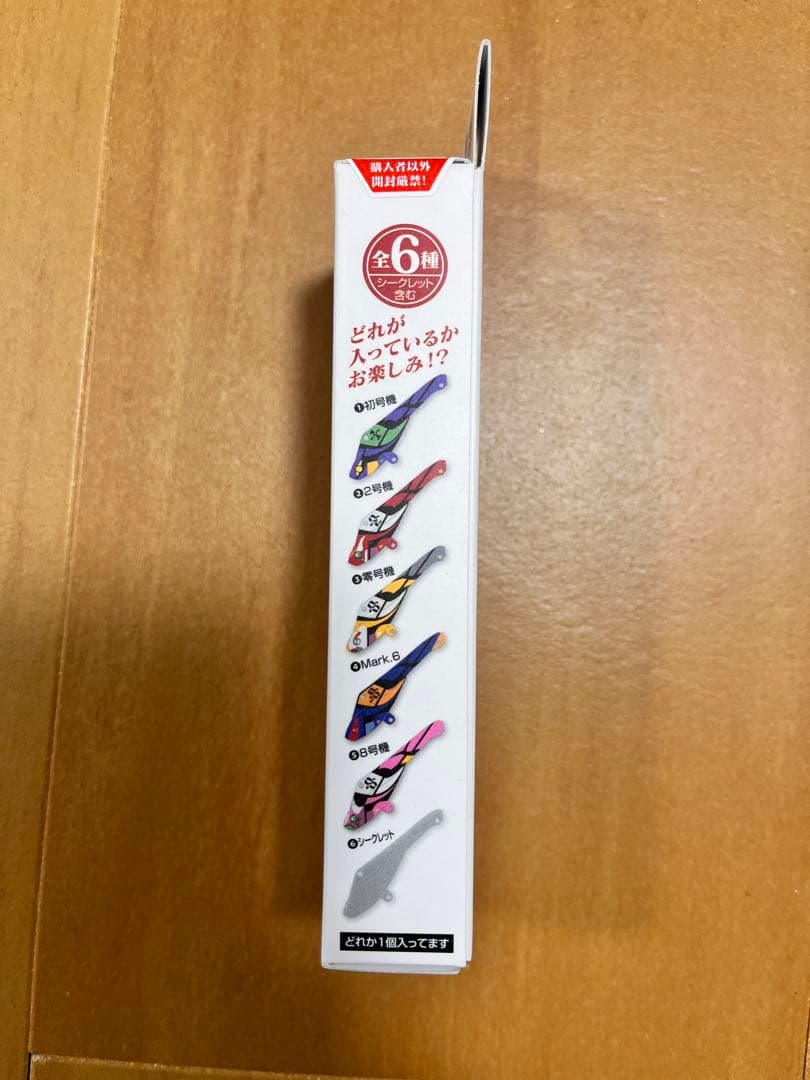 購入者以外
開封厳禁！
全6種
シークレット
含む
どれが
入っているか
お楽しみ!?
❶初号機
❷2号機
❸零号機
❹Mark.6
❺8号機
❻シークレット
どれか1個入ってます